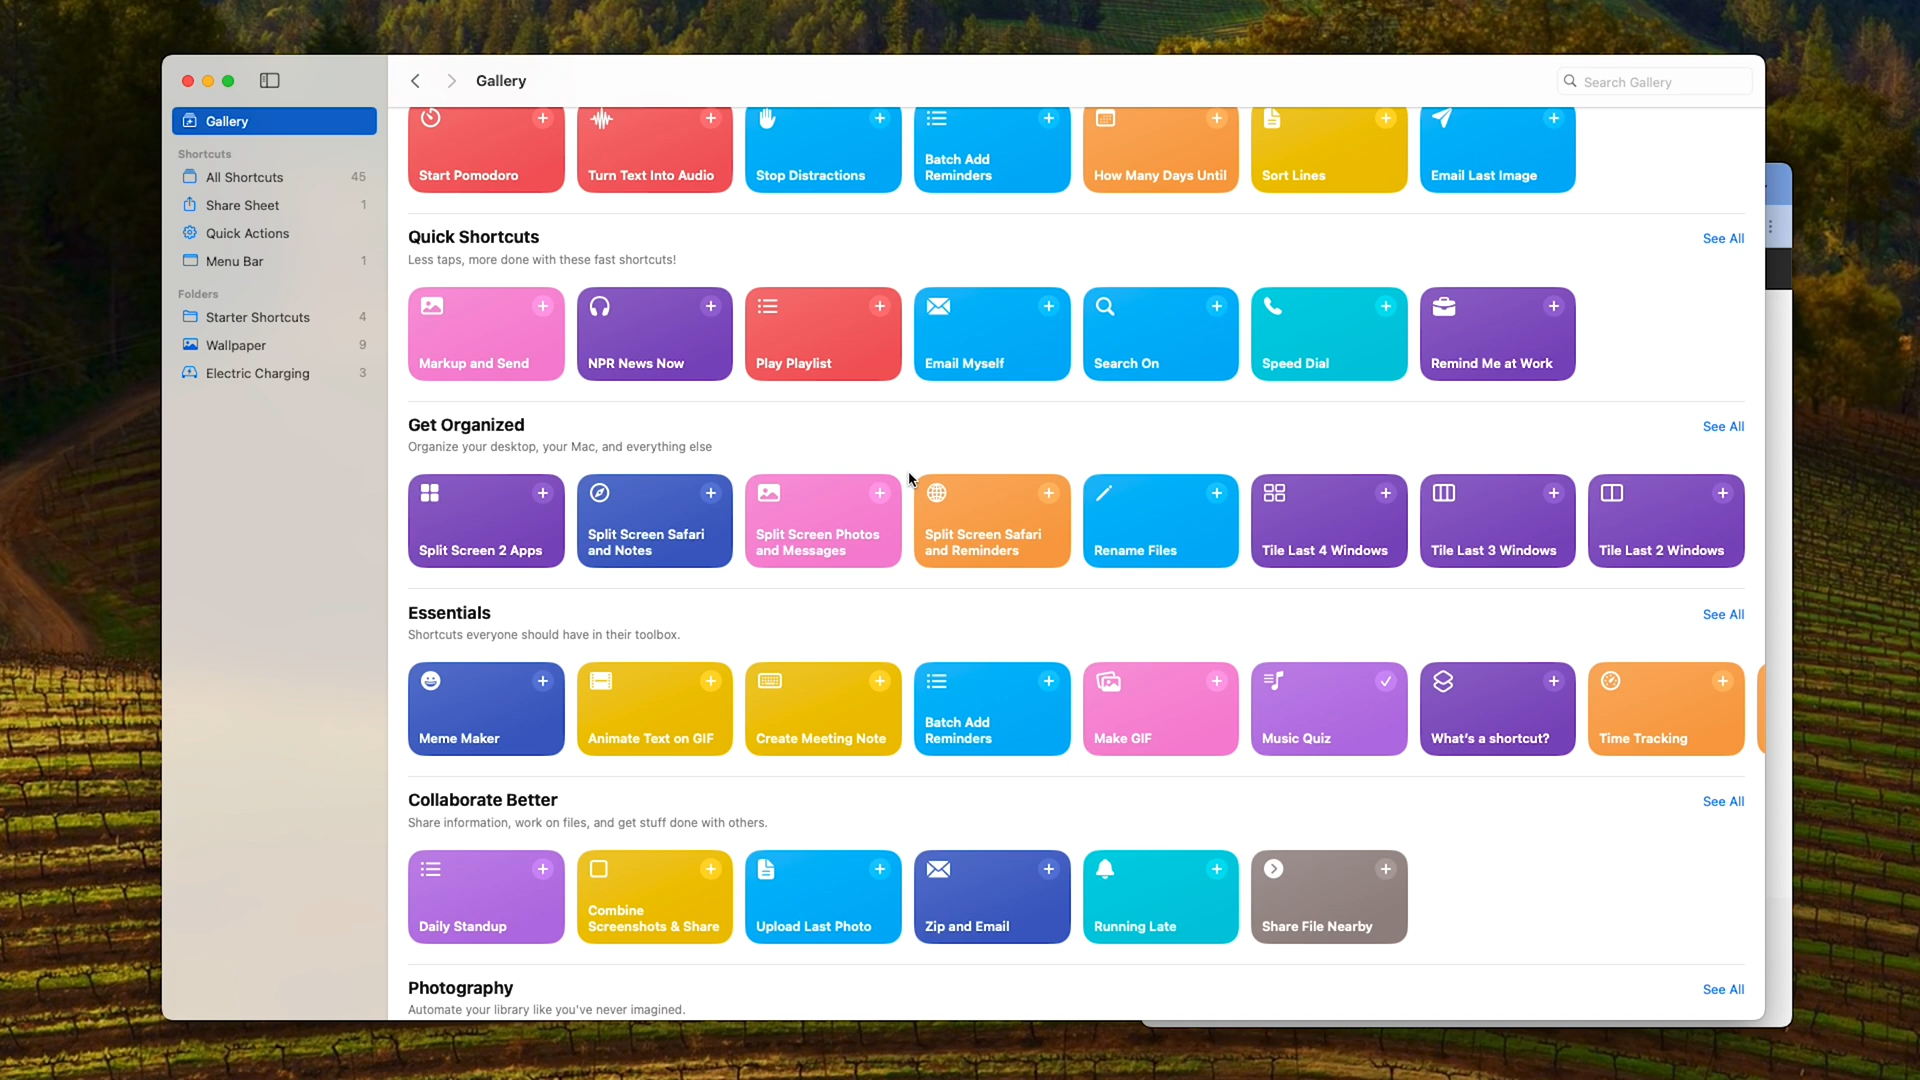 Gallery
Search Gallery
Gallery
Shortcuts
All Shortcuts 45
Share Sheet 1
Quick Actions
Menu Bar 1
Folders
Starter Shortcuts 4
Wallpaper 9
Electric Charging 3
Start Pomodoro
Turn Text Into Audio
Stop Distractions
Batch Add
Reminders
How Many Days Until
Sort Lines
Email Last Image
Quick Shortcuts
See All
Less taps, more done with these fast shortcuts!
Markup and Send
NPR News Now
Play Playlist
Email Myself
Search On
Speed Dial
Remind Me at Work
Get Organized
See All
Organize your desktop, your Mac, and everything else
Split Screen 2 Apps
Split Screen Safari
and Notes
Split Screen Photos
and Messages
Split Screen Safari
and Reminders
Rename Files
Tile Last 4 Windows
Tile Last 3 Windows
Tile Last 2 Windows
Essentials
See All
Shortcuts everyone should have in their toolbox.
Meme Maker
Animate Text on GIF
Create Meeting Note
Batch Add
Reminders
Make GIF
Music Quiz
What's a shortcut?
Time Tracking
Collaborate Better
See All
Share information, work on files, and get stuff done with others.
Daily Standup
Combine
Screenshots & Share
Upload Last Photo
Zip and Email
Running Late
Share File Nearby
Photography
See All
Automate your library like you've never imagined.